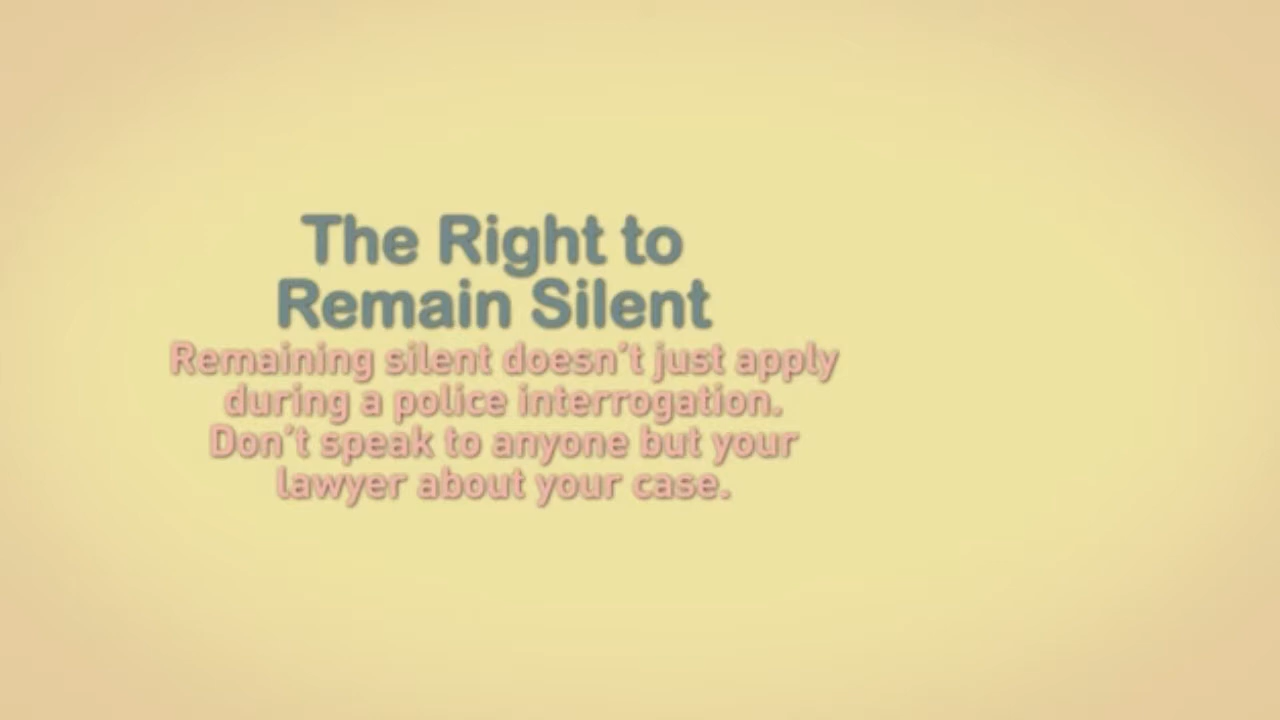 The Right to
Remain Silent
Remaining silent doesn't just apply
during a police interrogation.
Don't speak to anyone but your
lawyer about your case.